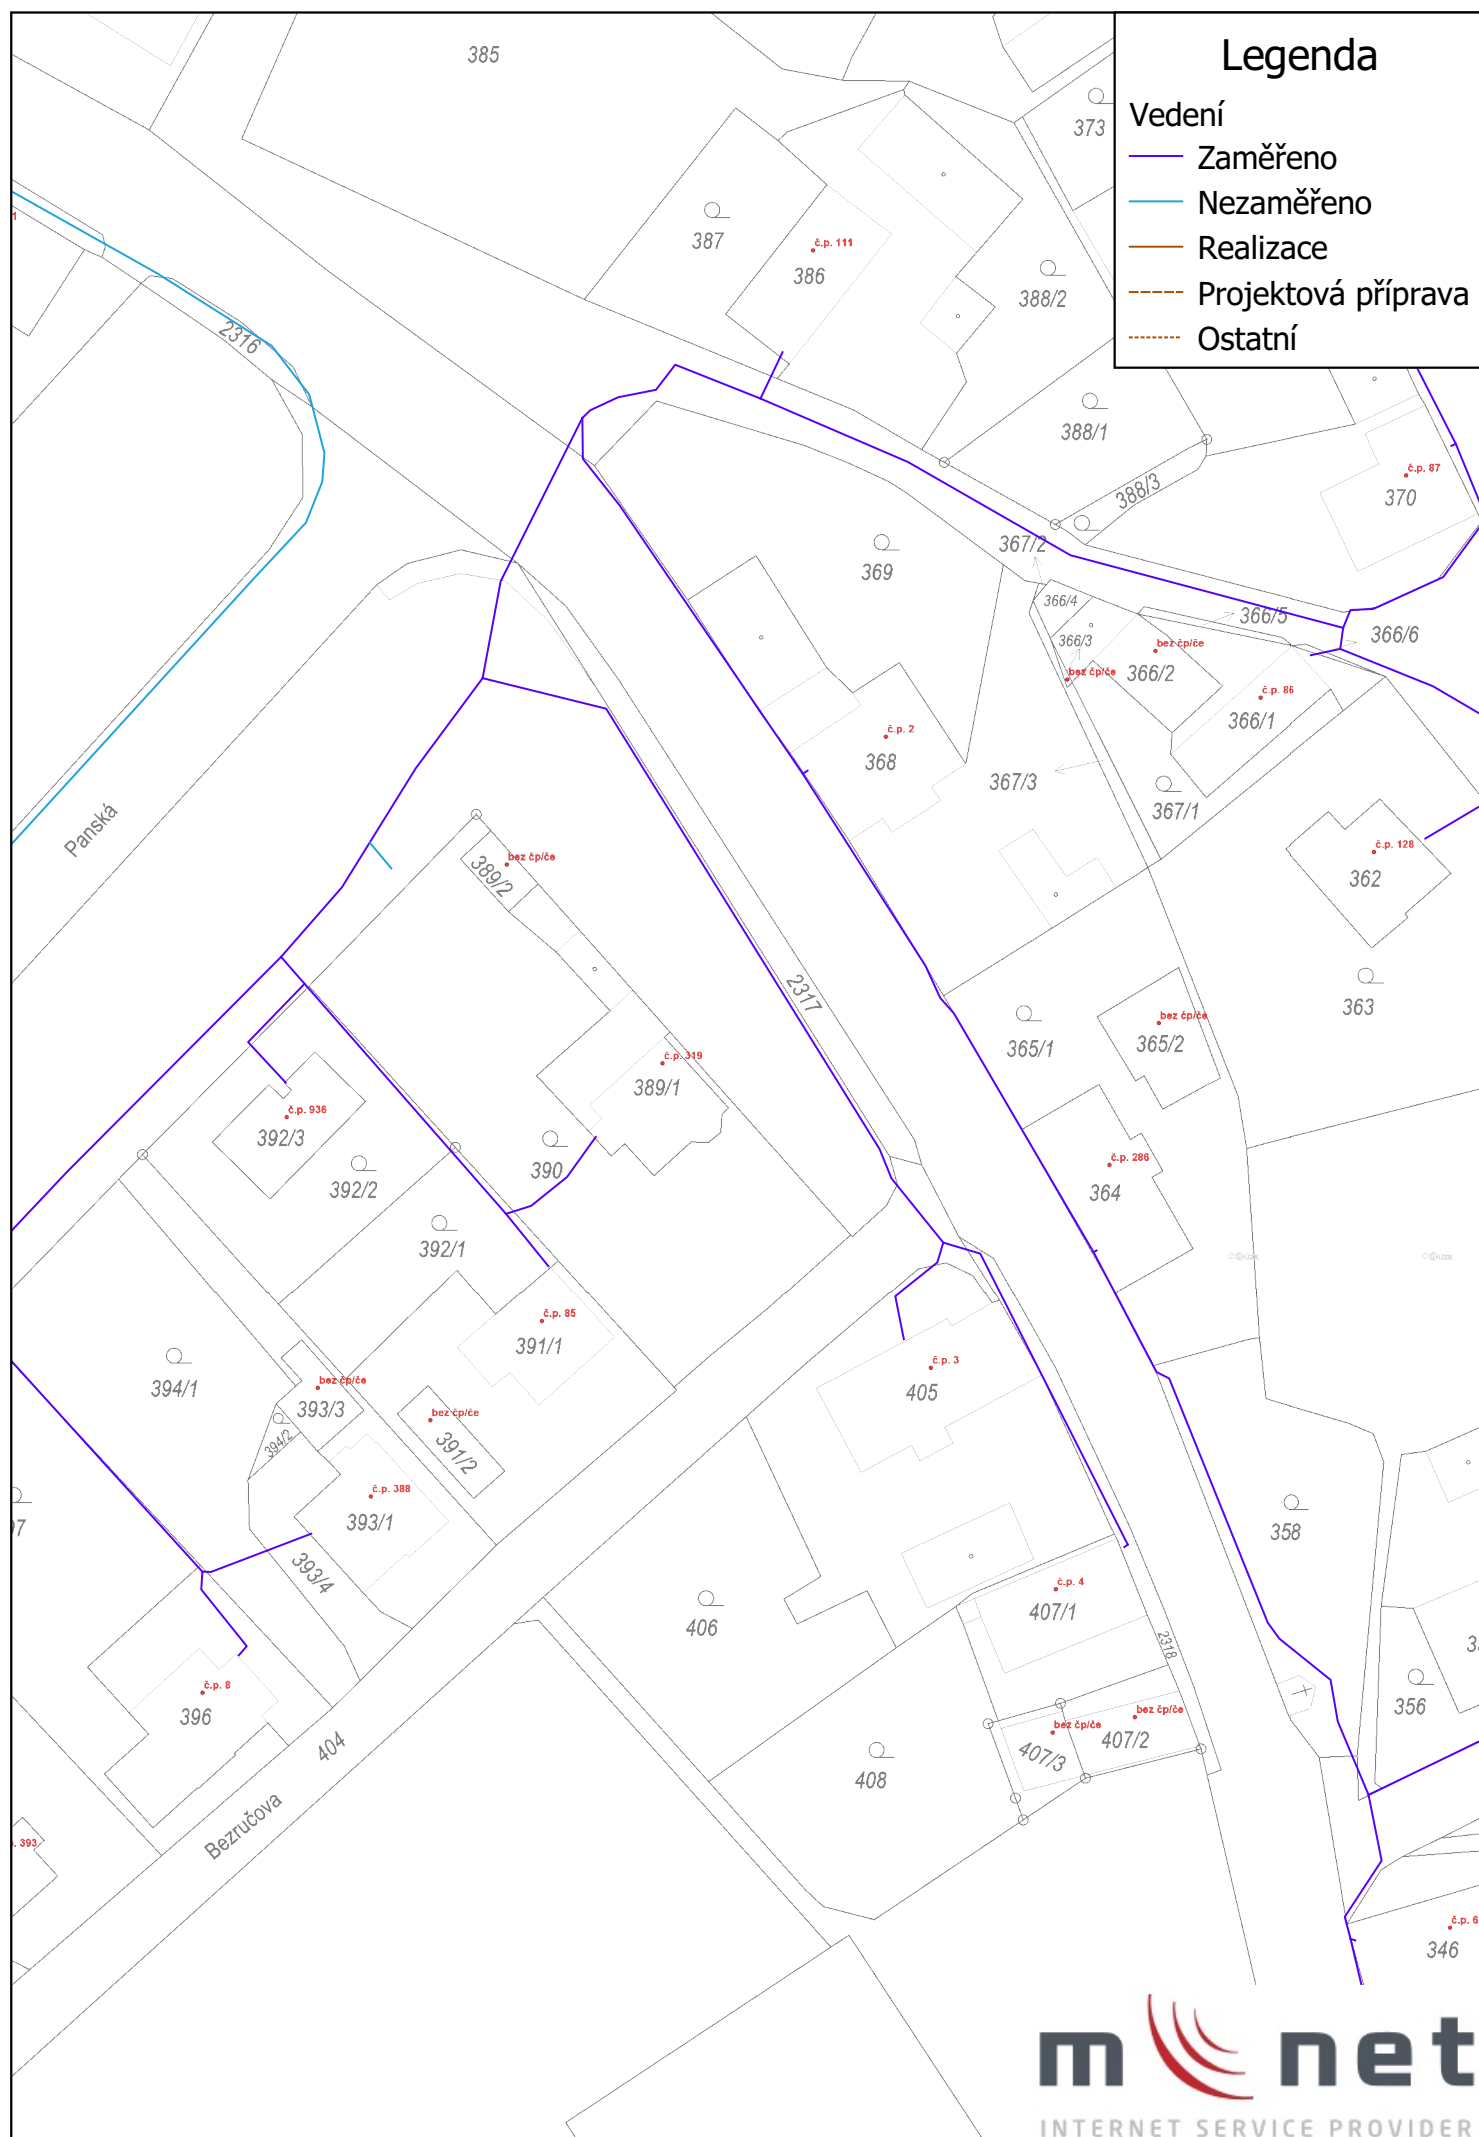 Legenda
Vedení
Zaměřeno
Nezaměřeno
Realizace
Projektová příprava
Ostatní
385
373
387
č.p. 111
386
388/2
2316
388/1
388/3
č.p. 87
370
369
367/2
366/4
366/3
366/5
366/6
bez čp/če
366/2
bez čp/če
č.p. 86
366/1
č.p. 2
368
367/3
367/1
Panská
č.p. 128
362
bez čp/če
389/2
2317
363
365/1
bez čp/če
365/2
č.p. 319
389/1
č.p. 936
392/3
390
392/2
č.p. 286
364
392/1
č.p. 85
391/1
394/1
č.p. 3
405
bez čp/če
393/3
394/2
bez čp/če
391/2
č.p. 388
393/1
358
393/4
č.p. 4
407/1
406
2318
č.p. 8
396
404
bez čp/če
407/3
bez čp/če
407/2
356
408
Bezručova
. 393
č.p. 6
346
m net
INTERNET SERVICE PROVIDER